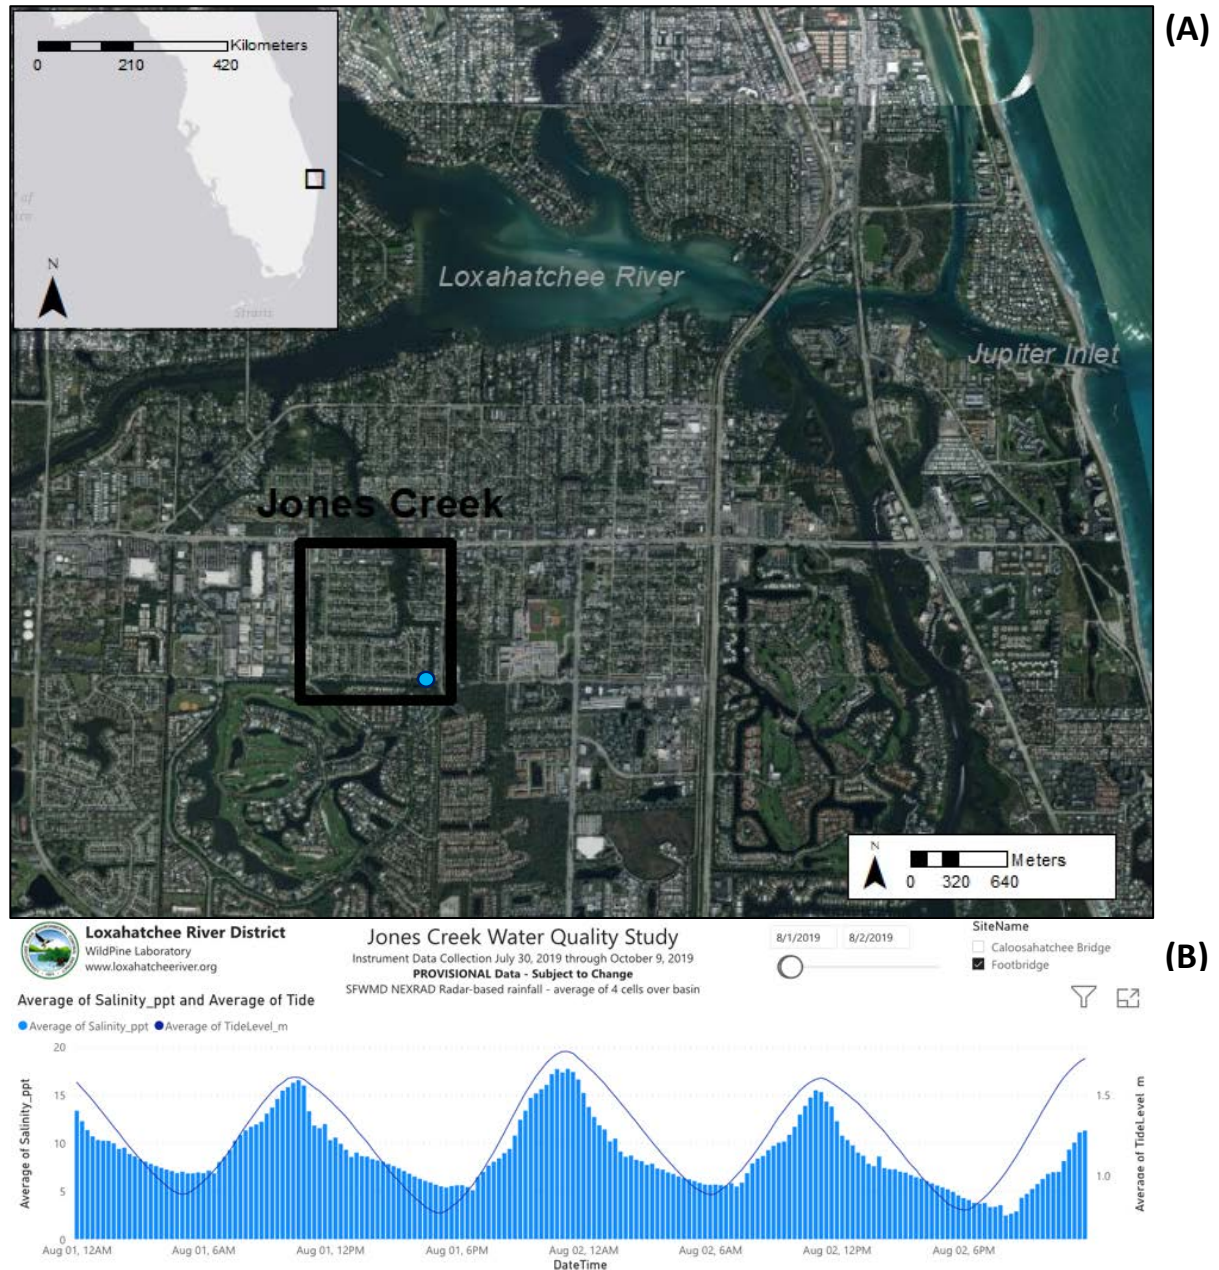 (A)
Kilometers
0 210 420
N
Straits
Loxahatchee River
Jupiter Inlet
Jones Creek
N
Meters
0 320 640
(B)
Loxahatchee River District
WildPine Laboratory
www.loxahatcheeriver.org
Jones Creek Water Quality Study
Instrument Data Collection July 30, 2019 through October 9, 2019
PROVISIONAL Data - Subject to Change
SFWMD NEXRAD Radar-based rainfall - average of 4 cells over basin
8/1/2019 8/2/2019
SiteName
Caloosahatchee Bridge
Footbridge
Average of Salinity_ppt and Average of Tide
Average of Salinity_ppt Average of TideLevel_m
Average of Salinity_ppt
20
15
10
5
0
1.5
1.0
Average of TideLevel m
Aug 01, 12AM Aug 01, 6AM Aug 01, 12PM Aug 01, 6PM Aug 02, 12AM Aug 02, 6AM Aug 02, 12PM Aug 02, 6PM
DateTime